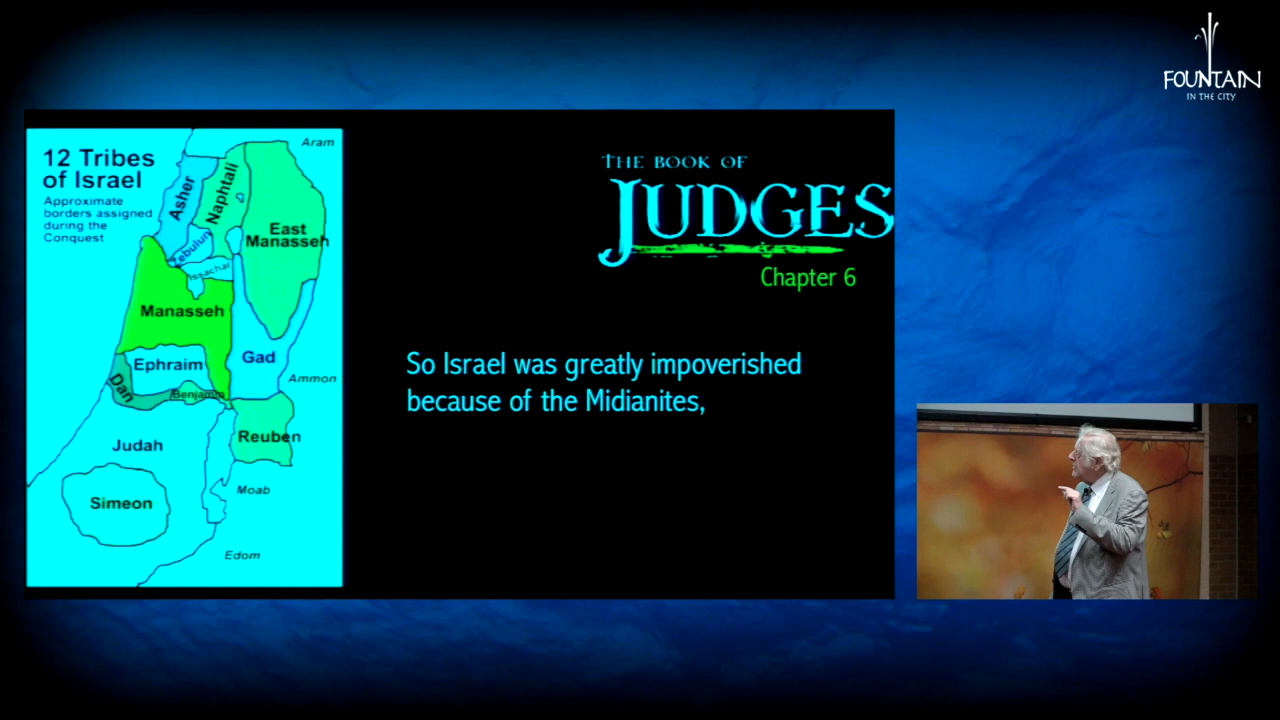 FOUNTAIN
IN THE CITY
12 Tribes
of Israel
Approximate
borders assigned
during the
Conquest
Aram
Asher
Naphtali
East
Manasseh
Zebulun
Issachar
Manasseh
Ephraim
Gad
Dan
Benjamin
Ammon
Reuben
Judah
Simeon
Moab
Edom
THE BOOK OF
JUDGES
Chapter 6
So Israel was greatly impoverished
because of the Midianites,